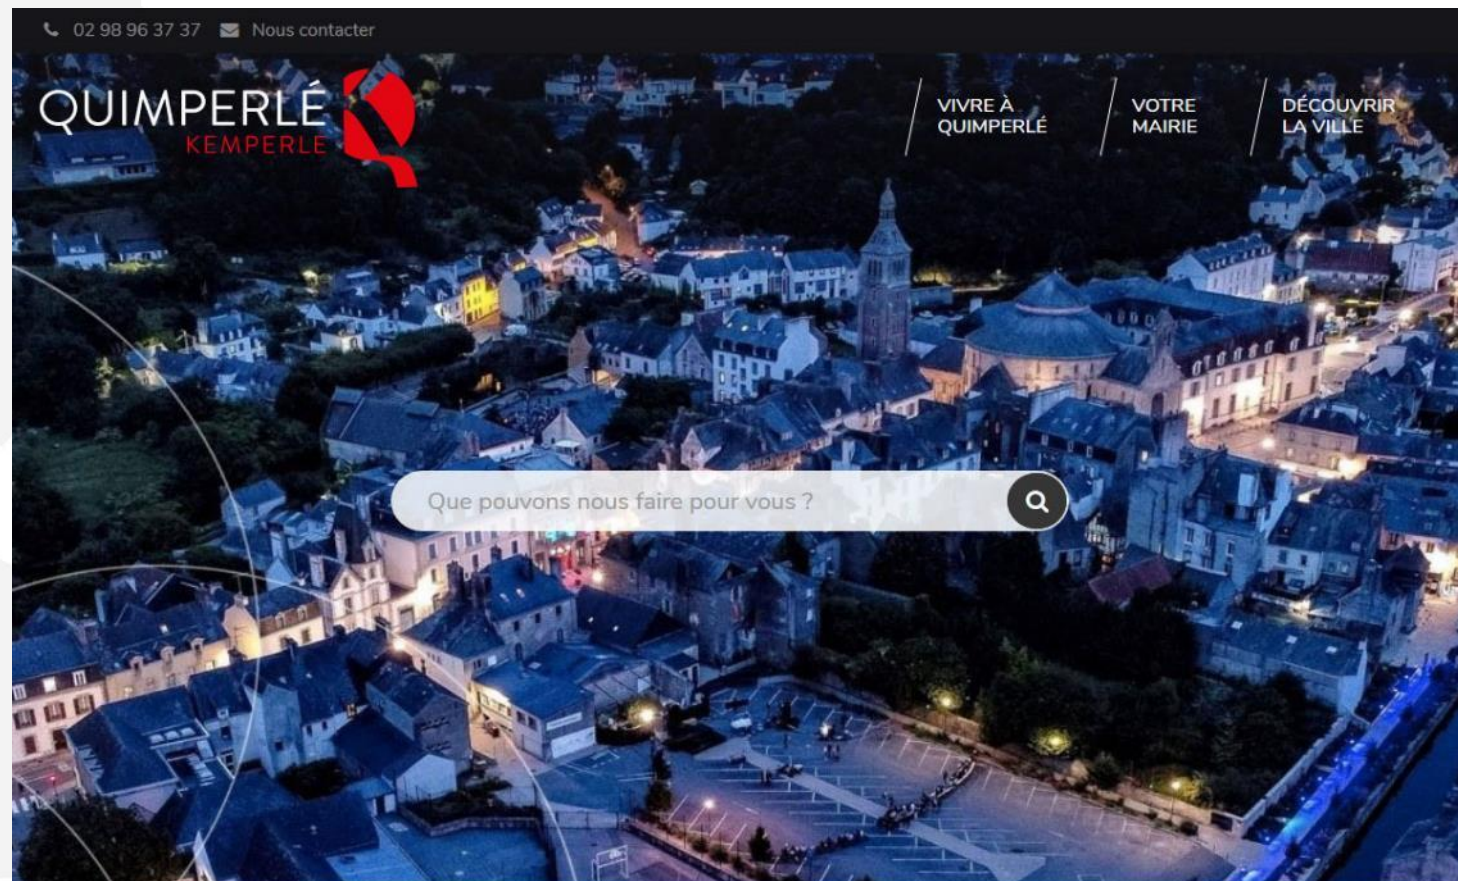 02 98 96 37 37 Nous contacter
QUIMPERLÉ
KEMPERLE
VIVRE À
QUIMPERLÉ
VOTRE
MAIRIE
DÉCOUVRIR
LA VILLE
Que pouvons nous faire pour vous ?